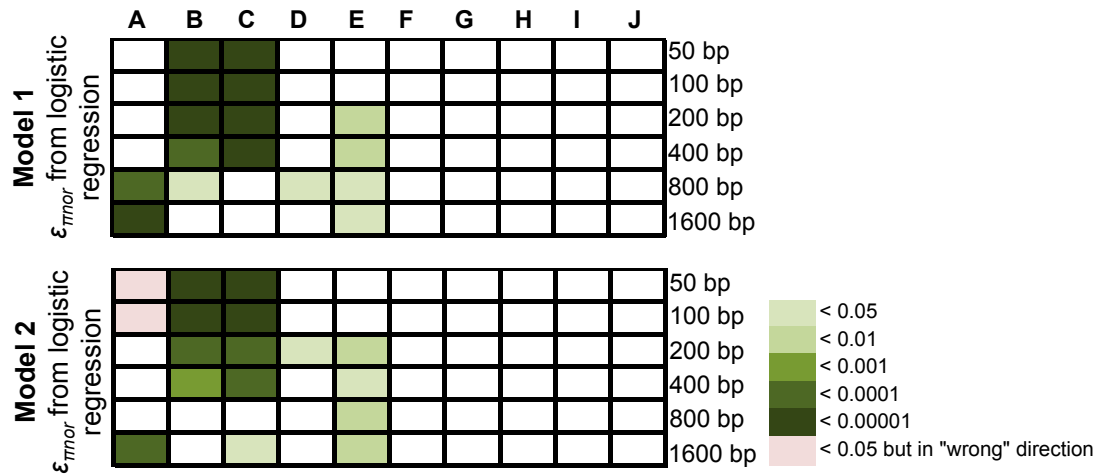 A B C D E F G H I J
Model 1
επnor from logistic
regression
50 bp
100 bp
200 bp
400 bp
800 bp
1600 bp
Model 2
επnor from logistic
regression
50 bp
100 bp
200 bp
400 bp
800 bp
1600 bp
< 0.05
< 0.01
< 0.001
< 0.0001
< 0.00001
< 0.05 but in "wrong" direction